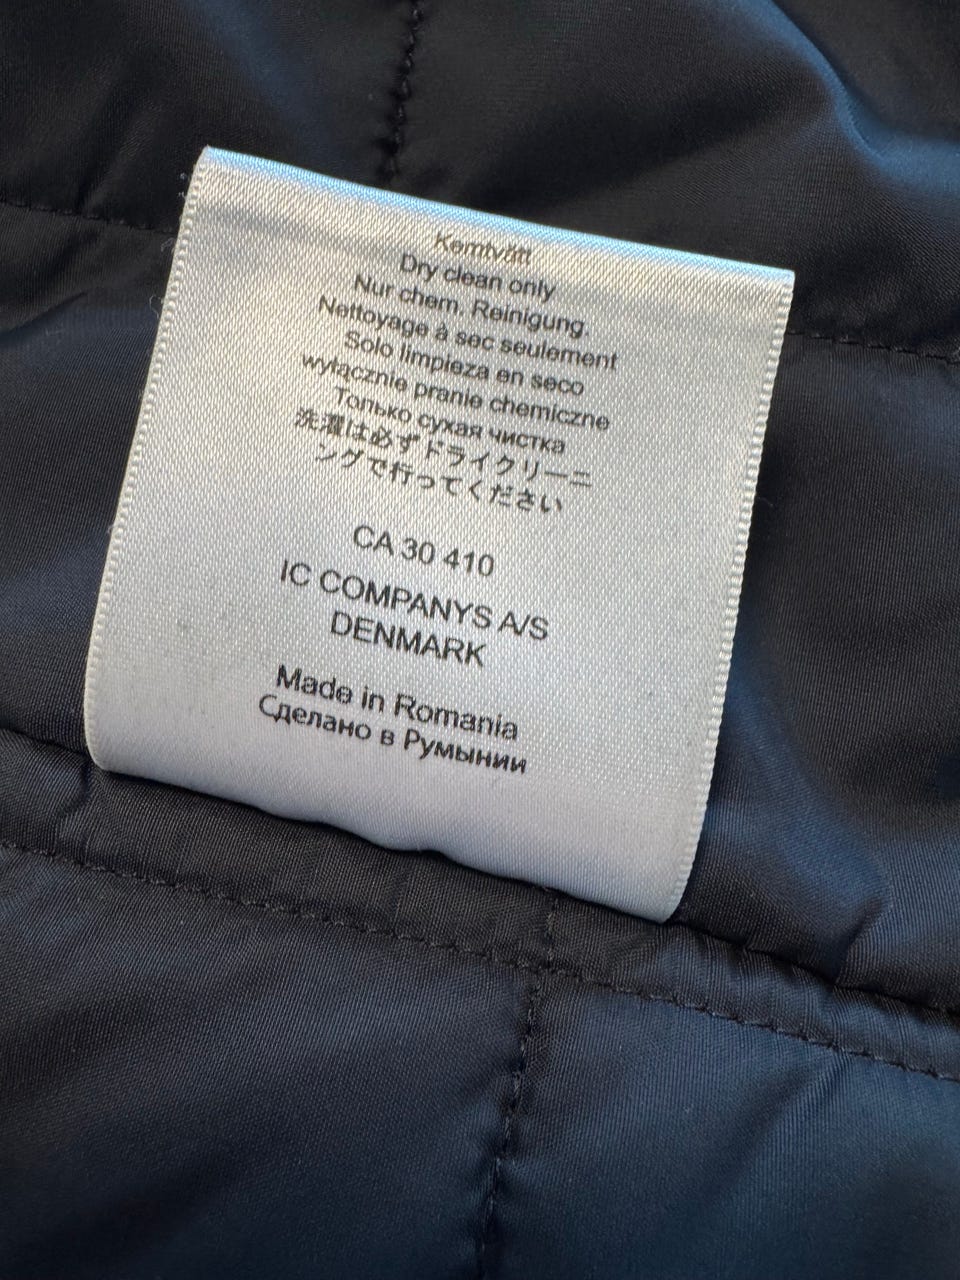 Kemtvätt
Dry clean only
Nur chem. Reinigung.
Nettoyage à sec seulement
Solo limpieza en seco
wyłącznie pranie chemiczne
Только сухая чистка
洗濯は必ずドライクリーニ
ングで行ってください
CA 30 410
IC COMPANYS A/S
DENMARK
Made in Romania
Сделано в Румынии